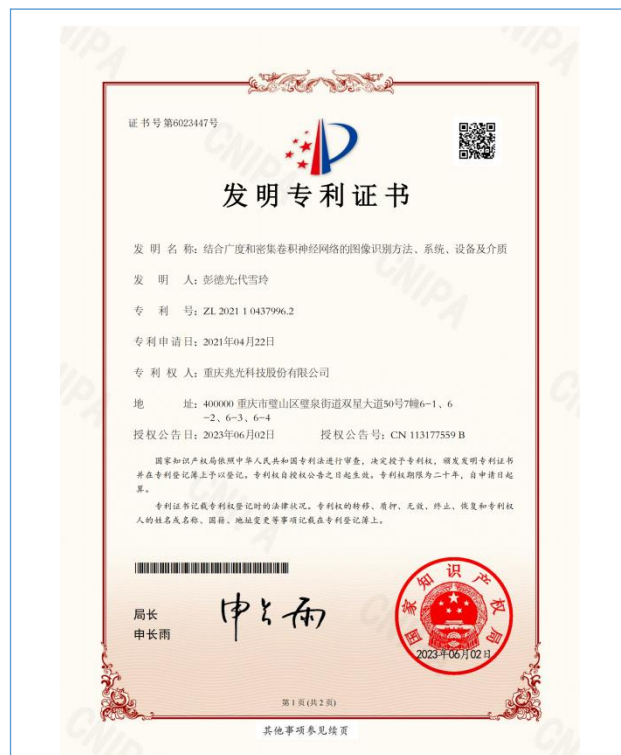 证书号第6023447号
发明专利证书
发 明 名 称：结合广度和密集卷积神经网络的图像识别方法、系统、设备及介质
发 明 人：彭德光;代雪玲
专 利 号：ZL 2021 1 0437996.2
专利申请日：2021年04月22日
专 利 权 人：重庆兆光科技股份有限公司
地 址：400000 重庆市璧山区璧泉街道双星大道50号7幢6-1、6
-2、6-3、6-4
授权公告日：2023年06月02日 授权公告号：CN 113177559 B
国家知识产权局依照中华人民共和国专利法进行审查，决定授予专利权，颁发发明专利证书
并在专利登记簿上予以登记。专利权自授权公告之日起生效。专利权期限为二十年，自申请日起
算。
专利证书记载专利权登记时的法律状况。专利权的转移、质押、无效、终止、恢复和专利权
人的姓名或名称、国籍、地址变更等事项记载在专利登记簿上。
局长
申长雨
申长雨
国家知识产权局
2023年06月02日
第 1 页 (共 2 页)
其他事项参见续页
CNIPA